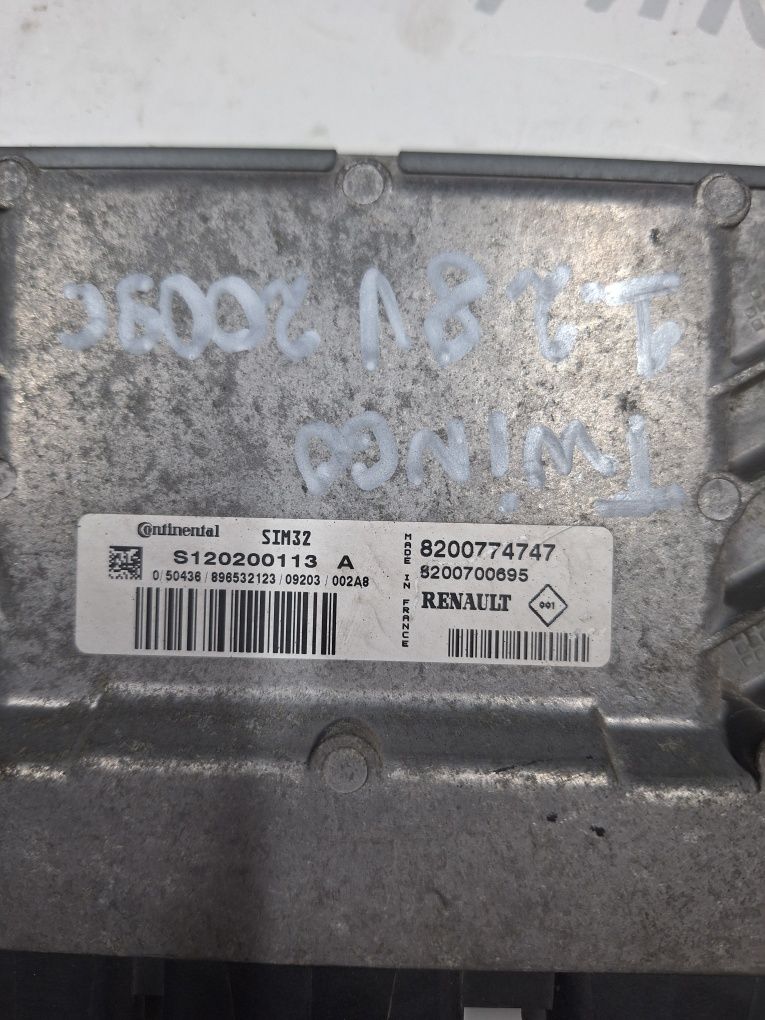 TWiNGO
1.2 8V 2009
Continental SIM32
S120200113 A
0/50436/896532123/09203/002A8
MADE IN FRANCE
8200774747
8200700695
RENAULT 001